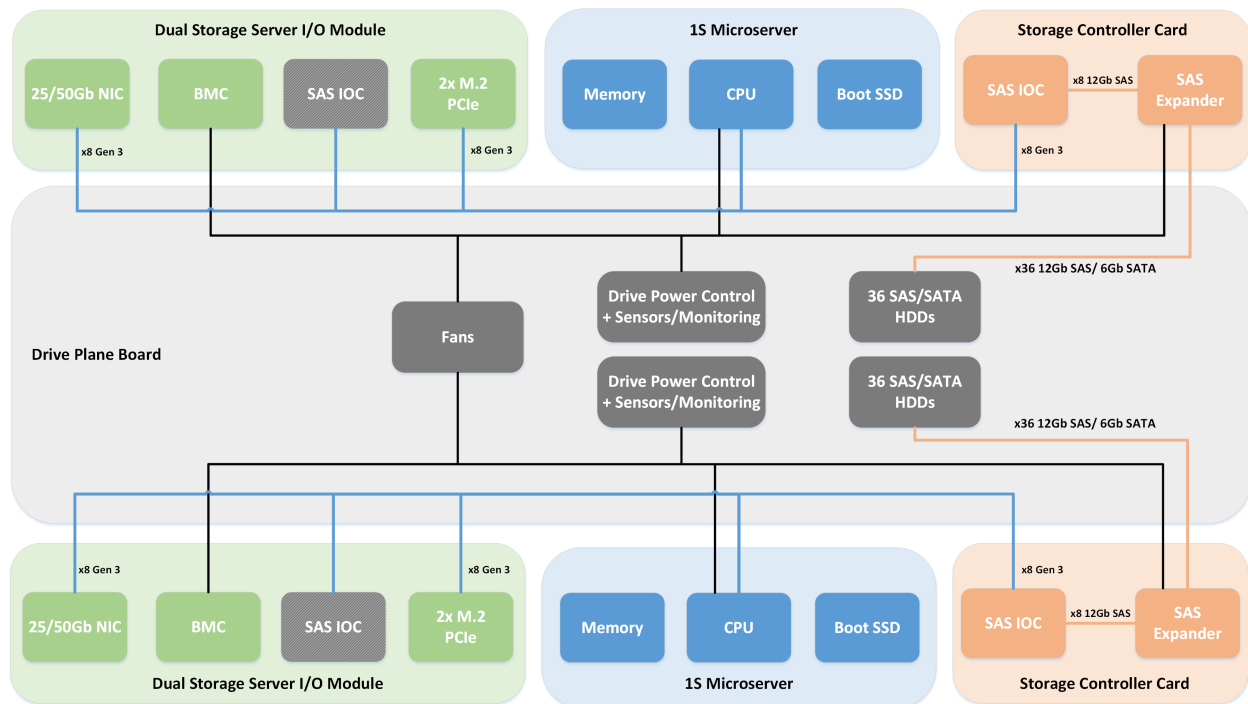 Dual Storage Server I/O Module
1S Microserver
Storage Controller Card
25/50Gb NIC
BMC
SAS IOC
2x M.2
PCIe
Memory
CPU
Boot SSD
SAS IOC
x8 12Gb SAS
SAS
Expander
x8 Gen 3
x8 Gen 3
x8 Gen 3
x36 12Gb SAS/ 6Gb SATA
Drive Power Control
+ Sensors/Monitoring
36 SAS/SATA
HDDs
Fans
Drive Plane Board
Drive Power Control
+ Sensors/Monitoring
36 SAS/SATA
HDDs
x36 12Gb SAS/ 6Gb SATA
x8 Gen 3
x8 Gen 3
x8 Gen 3
25/50Gb NIC
BMC
SAS IOC
2x M.2
PCIe
Memory
CPU
Boot SSD
SAS IOC
x8 12Gb SAS
SAS
Expander
Dual Storage Server I/O Module
1S Microserver
Storage Controller Card